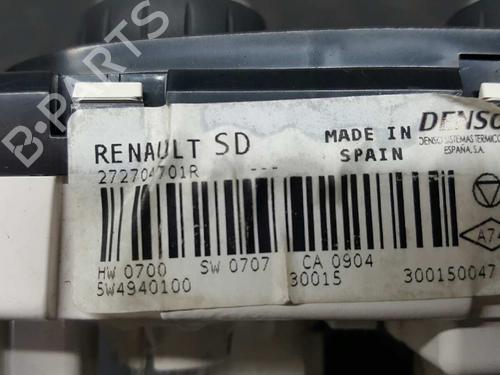 B-PARTS
RENAULT SD
MADE IN
SPAIN
DENSO
DENSO SISTEMAS TERMICOS
ESPAÑA, S.A.
272704701R
---
HW 0700 SW 0707 CA 0904
5W4940100 30015 300150047
A74